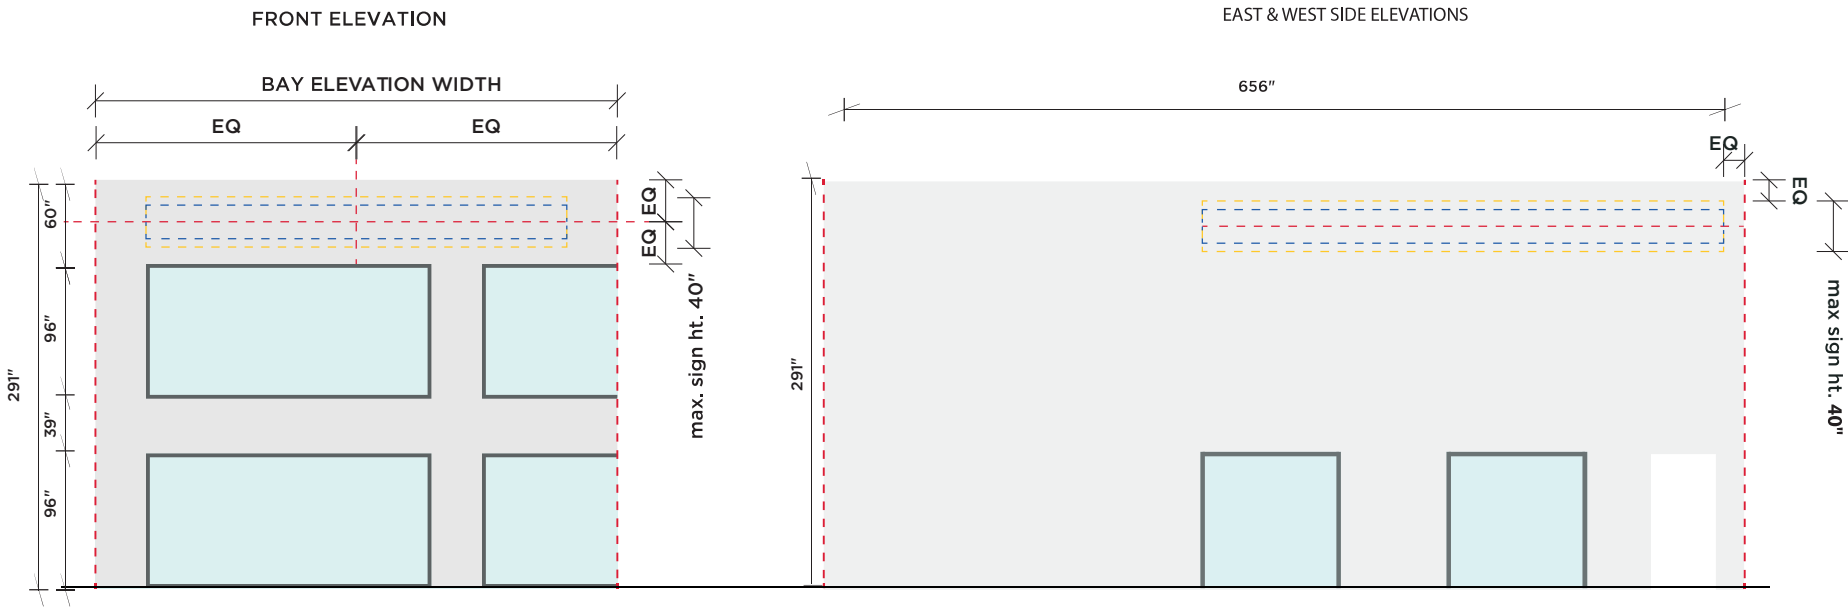 FRONT ELEVATION
EAST & WEST SIDE ELEVATIONS
BAY ELEVATION WIDTH
656"
EQ
EQ
EQ
EQ
EQ
EQ
60"
96"
39"
96"
291"
max. sign ht. 40"
291"
max sign ht. 40"